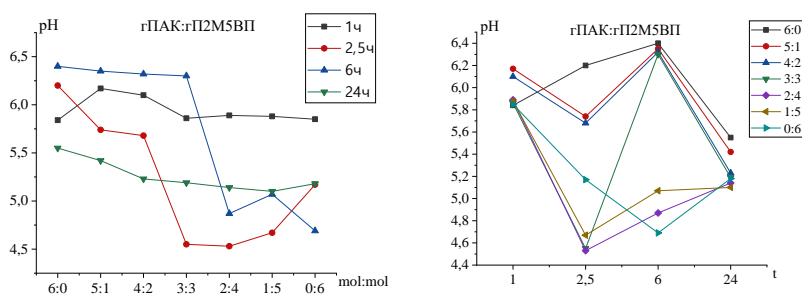 pH
гПАК:гП2М5ВП
1ч
2,5ч
6ч
24ч
6,5
6,0
5,5
5,0
4,5
6:0 5:1 4:2 3:3 2:4 1:5 0:6 mol:mol
pH
гПАК:гП2М5ВП
6:0
5:1
4:2
3:3
2:4
1:5
0:6
6,4
6,2
6,0
5,8
5,6
5,4
5,2
5,0
4,8
4,6
4,4
1 2,5 6 24 t